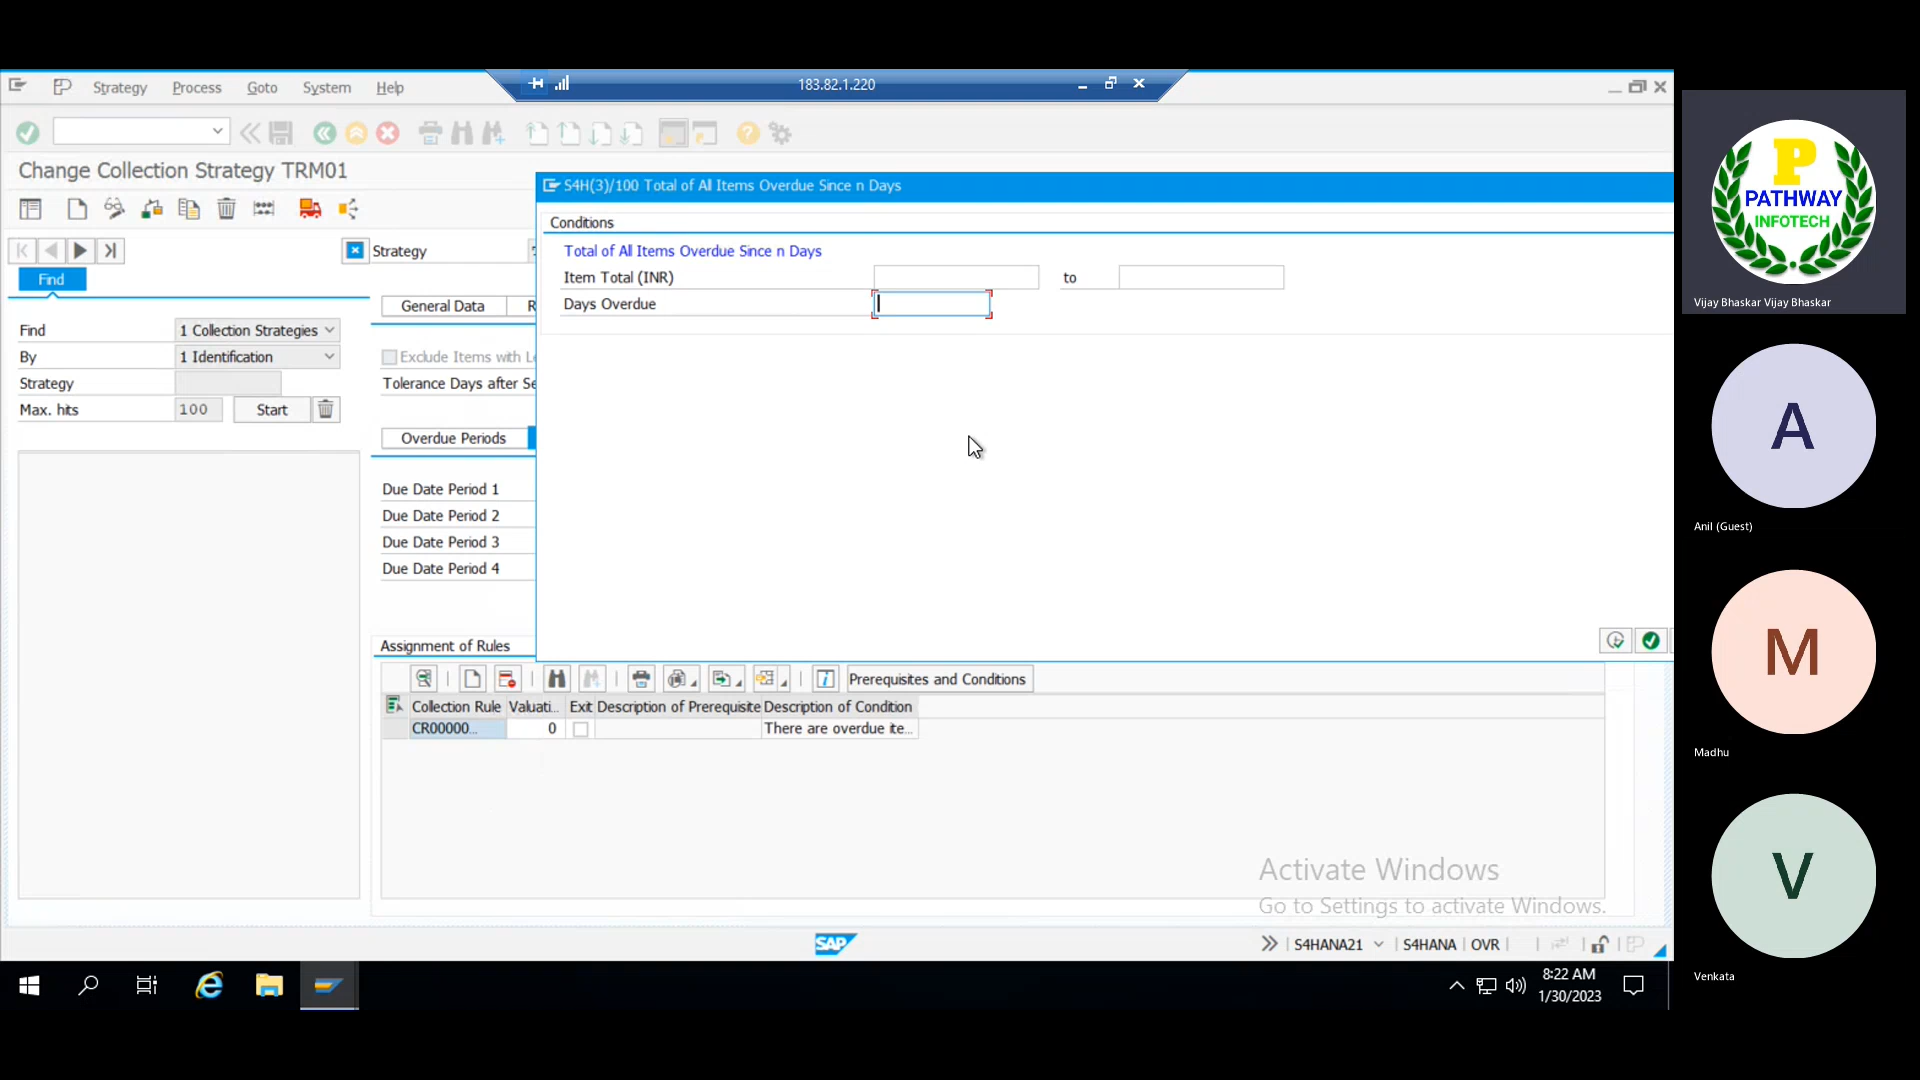 Strategy Process Goto System Help
183.82.1.220
Change Collection Strategy TRM01
Strategy
Find
Find 1 Collection Strategies
By 1 Identification
Strategy
Max. hits 100 Start
General Data
Exclude Items with
Tolerance Days after Se
Overdue Periods
Due Date Period 1
Due Date Period 2
Due Date Period 3
Due Date Period 4
S4H(3)/100 Total of All Items Overdue Since n Days
Conditions
Total of All Items Overdue Since n Days
Item Total (INR) to
Days Overdue
Assignment of Rules
Prerequisites and Conditions
Collection Rule Valuati... Exit Description of Prerequisite Description of Condition
CR00000... 0 There are overdue ite...
Activate Windows
Go to Settings to activate Windows.
SAP
S4HANA21 S4HANA OVR
8:22 AM
1/30/2023
P
PATHWAY
INFOTECH
Vijay Bhaskar Vijay Bhaskar
A
Anil (Guest)
M
Madhu
V
Venkata